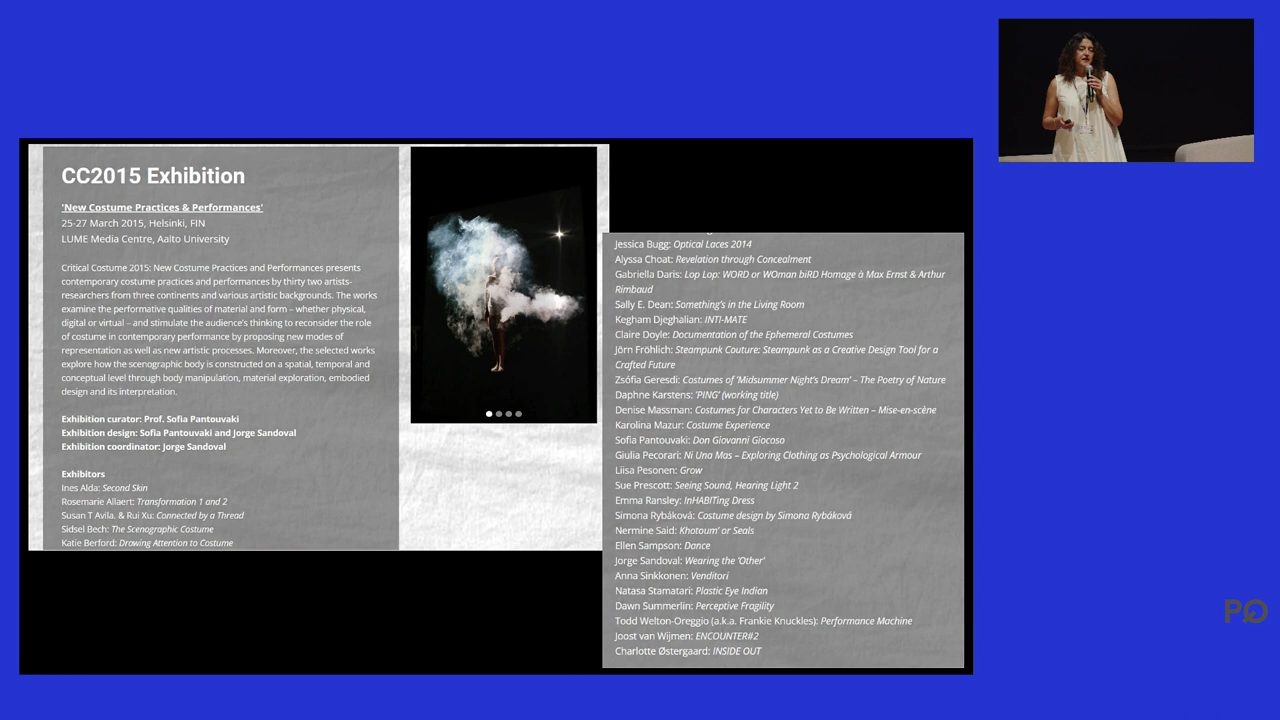 CC2015 Exhibition
'New Costume Practices & Performances'
25-27 March 2015, Helsinki, FIN
LUME Media Centre, Aalto University
Critical Costume 2015: New Costume Practices and Performances presents
contemporary costume practices and performances by thirty two artists-
researchers from three continents and various artistic backgrounds. The works
examine the performative qualities of material and form – whether physical,
digital or virtual – and stimulate the audience's thinking to reconsider the role
of costume in contemporary performance by proposing new modes of
representation as well as new artistic processes. Moreover, the selected works
explore how the scenographic body is constructed on a spatial, temporal and
conceptual level through body manipulation, material exploration, embodied
design and its interpretation.
Exhibition curator: Prof. Sofia Pantouvaki
Exhibition design: Sofia Pantouvaki and Jorge Sandoval
Exhibition coordinator: Jorge Sandoval
Exhibitors
Ines Alda: Second Skin
Rosemarie Allaert: Transformation 1 and 2
Susan T Avila. & Rui Xu: Connected by a Thread
Sidsel Bech: The Scenographic Costume
Katie Berford: Drawing Attention to Costume
Jessica Bugg: Optical Laces 2014
Alyssa Choat: Revelation through Concealment
Gabriella Daris: Lop Lop: WORD or WOman biRD Homage à Max Ernst & Arthur
Rimbaud
Sally E. Dean: Something's in the Living Room
Kegham Djeghalian: INTI-MATE
Claire Doyle: Documentation of the Ephemeral Costumes
Jörn Fröhlich: Steampunk Couture: Steampunk as a Creative Design Tool for a
Crafted Future
Zsófia Geresdi: Costumes of 'Midsummer Night's Dream' – The Poetry of Nature
Daphne Karstens: 'PING' (working title)
Denise Massman: Costumes for Characters Yet to Be Written – Mise-en-scène
Karolina Mazur: Costume Experience
Sofia Pantouvaki: Don Giovanni Giocoso
Giulia Pecorari: Ni Una Mas – Exploring Clothing as Psychological Armour
Liisa Pesonen: Grow
Sue Prescott: Seeing Sound, Hearing Light 2
Emma Ransley: InHABITing Dress
Simona Rybáková: Costume design by Simona Rybáková
Nermine Said: Khotoum' or Seals
Ellen Sampson: Dance
Jorge Sandoval: Wearing the 'Other'
Anna Sinkkonen: Venditori
Natasa Stamatari: Plastic Eye Indian
Dawn Summerlin: Perceptive Fragility
Todd Welton-Oreggio (a.k.a. Frankie Knuckles): Performance Machine
Joost van Wijmen: ENCOUNTER#2
Charlotte Østergaard: INSIDE OUT
PQ